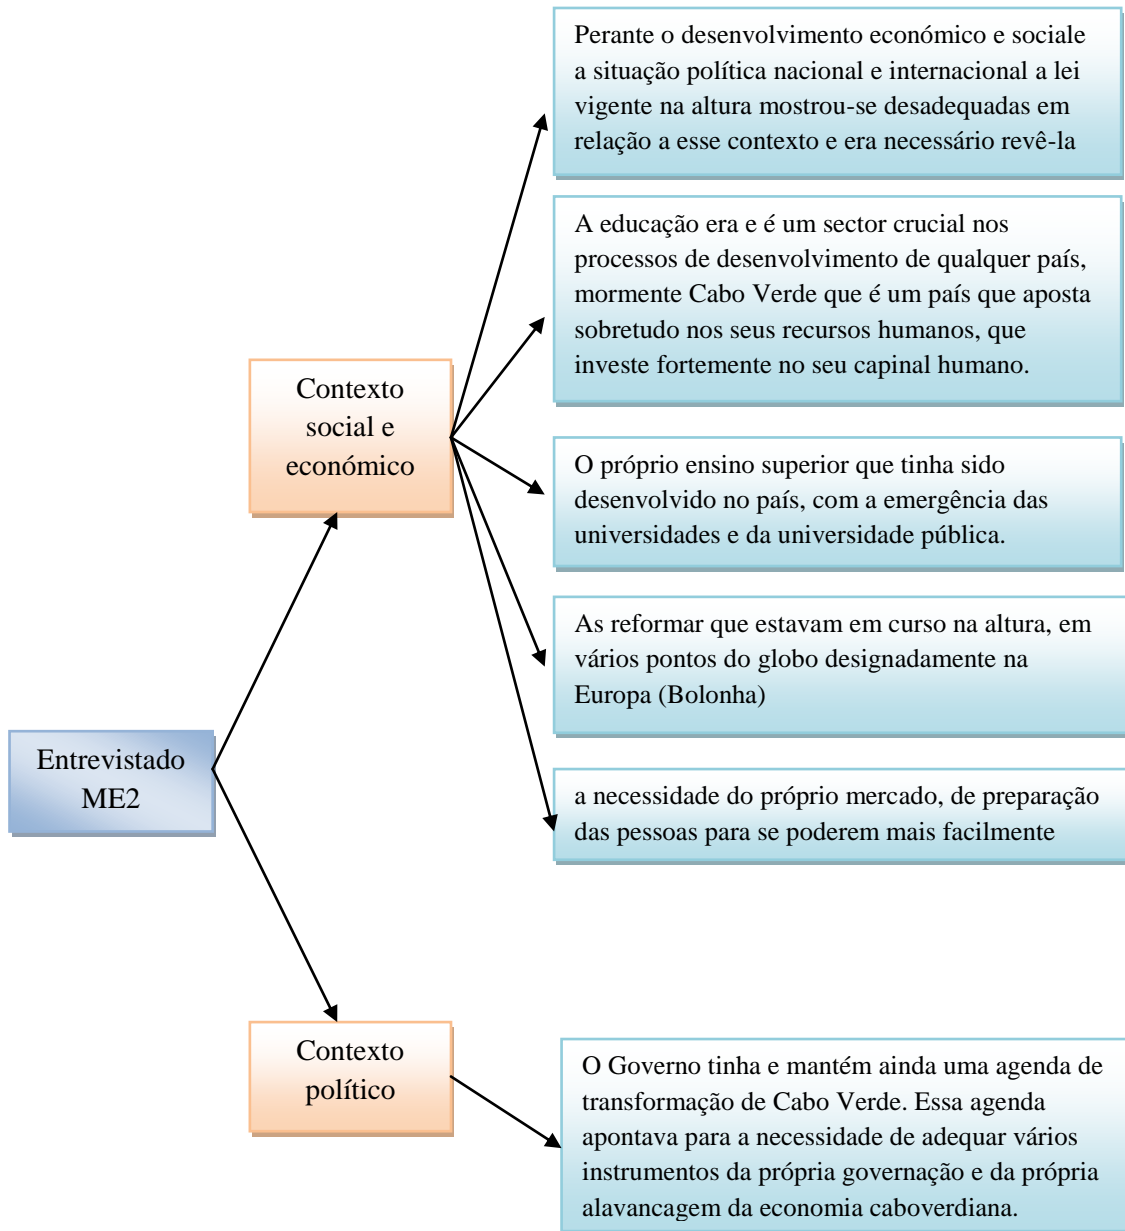 Perante o desenvolvimento económico e sociale
a situação política nacional e internacional a lei
vigente na altura mostrou-se desadequadas em
relação a esse contexto e era necessário revê-la
A educação era e é um sector crucial nos
processos de desenvolvimento de qualquer país,
mormente Cabo Verde que é um país que aposta
sobretudo nos seus recursos humanos, que
investe fortemente no seu capinal humano.
Contexto
social e
económico
O próprio ensino superior que tinha sido
desenvolvido no país, com a emergência das
universidades e da universidade pública.
As reformar que estavam em curso na altura, em
vários pontos do globo designadamente na
Europa (Bolonha)
Entrevistado
ME2
a necessidade do próprio mercado, de preparação
das pessoas para se poderem mais facilmente
Contexto
político
O Governo tinha e mantém ainda uma agenda de
transformação de Cabo Verde. Essa agenda
apontava para a necessidade de adequar vários
instrumentos da própria governação e da própria
alavancagem da economia caboverdiana.